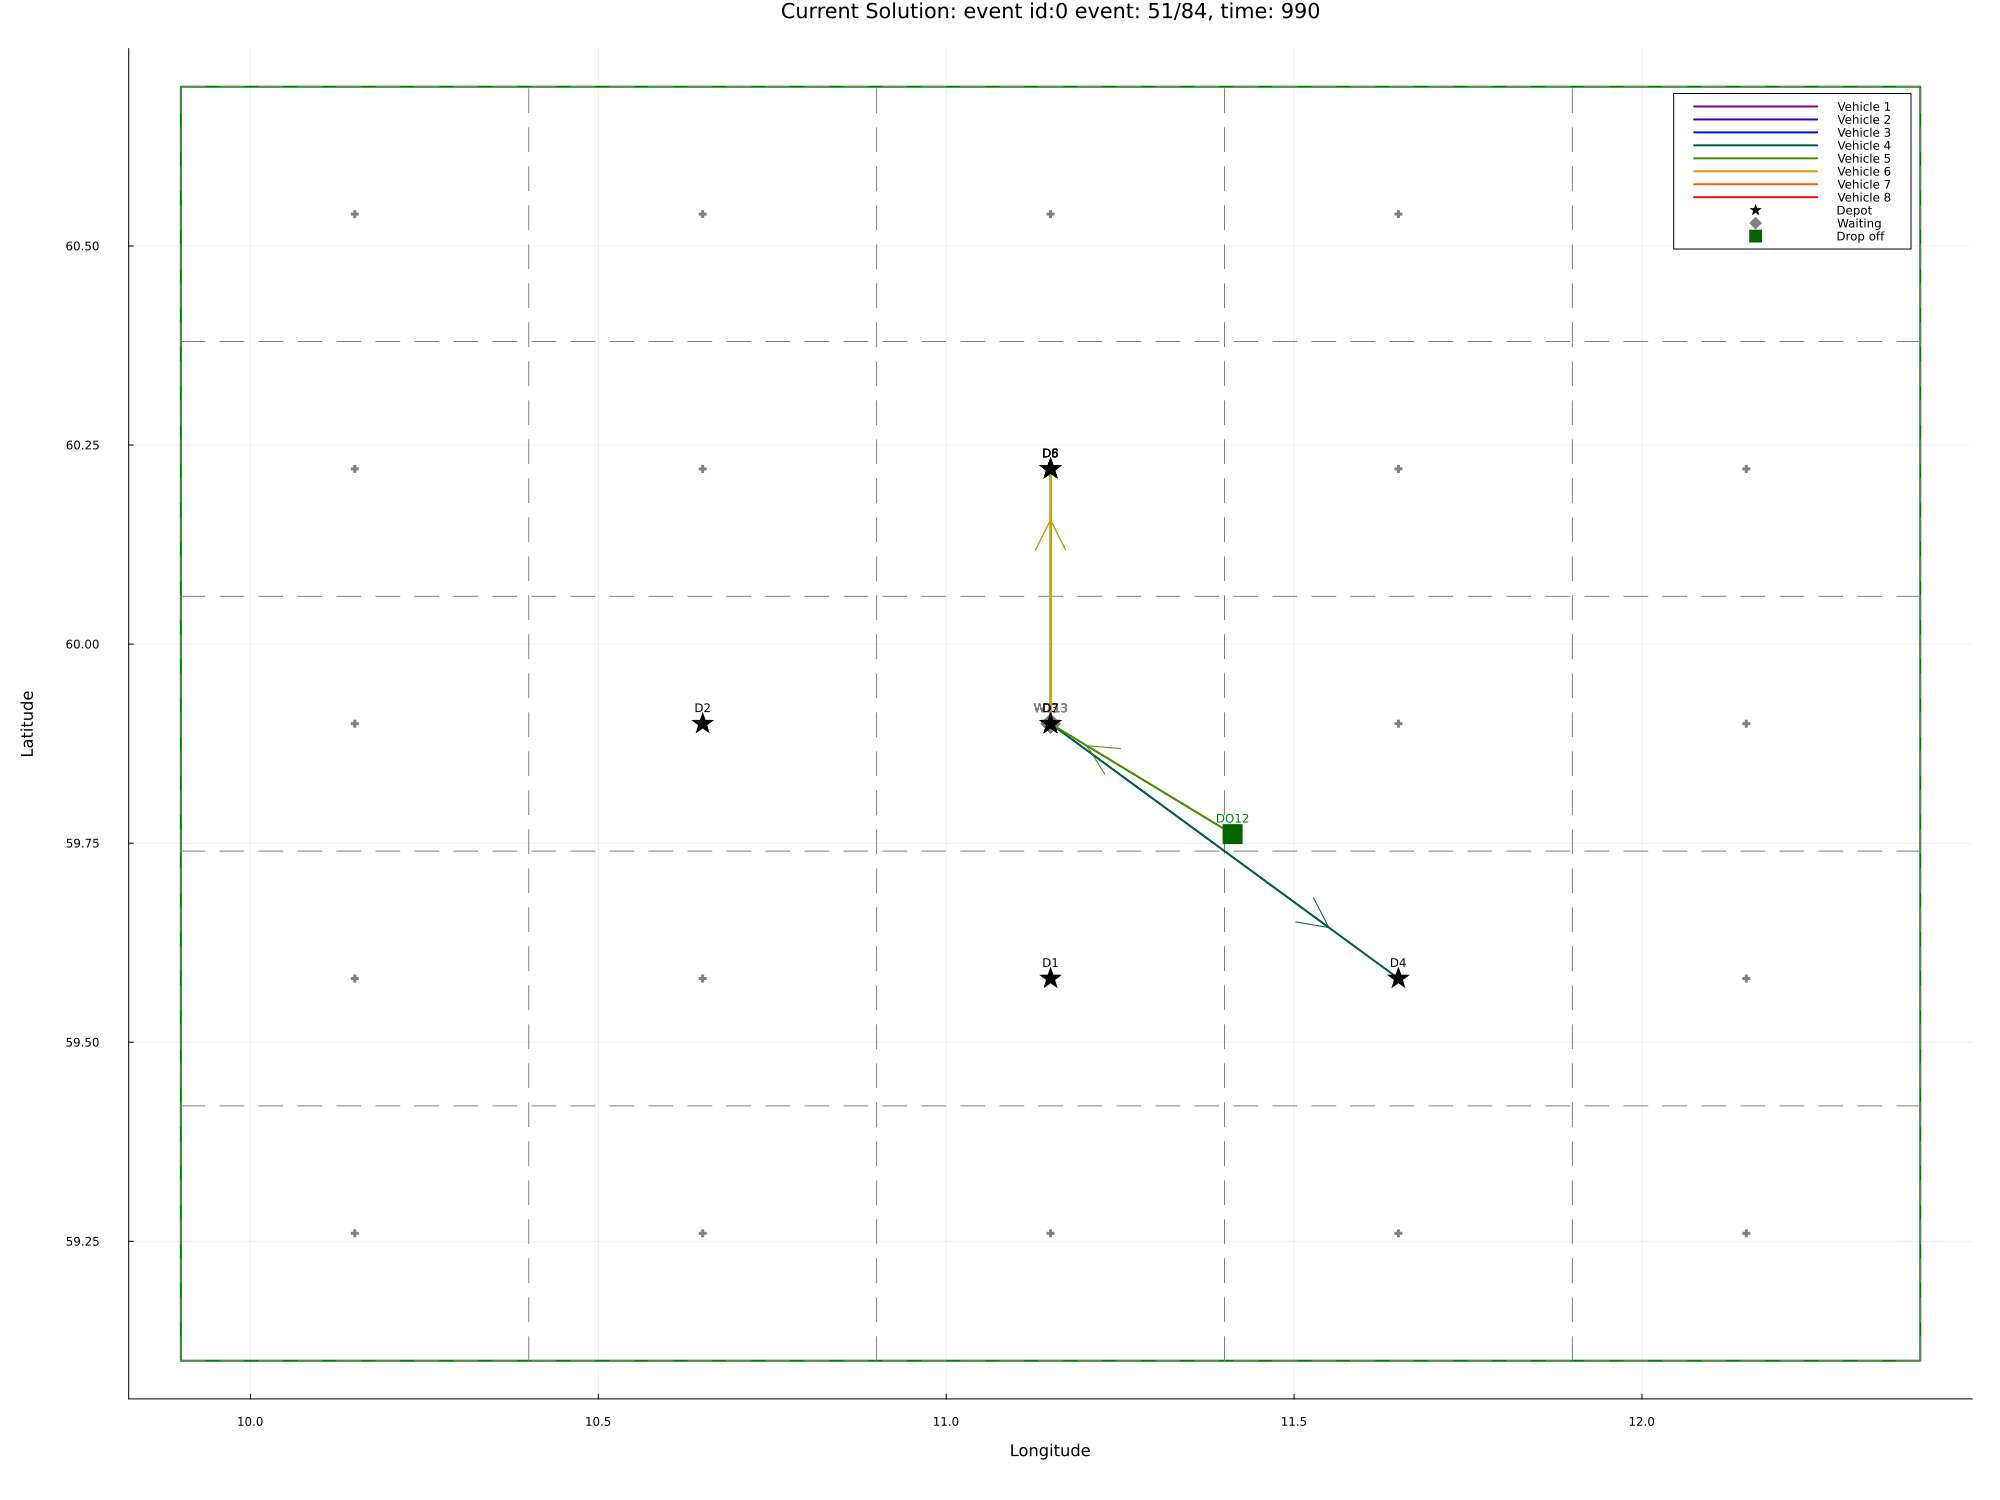 Current Solution: event id:0 event: 51/84, time: 990
Vehicle 1
Vehicle 2
Vehicle 3
Vehicle 4
Vehicle 5
Vehicle 6
Vehicle 7
Vehicle 8
Depot
Waiting
Drop off
60.50
60.25
60.00
D2
Latitude
DO12
59.75
D1
D4
59.50
59.25
10.0
10.5
11.0
11.5
12.0
Longitude